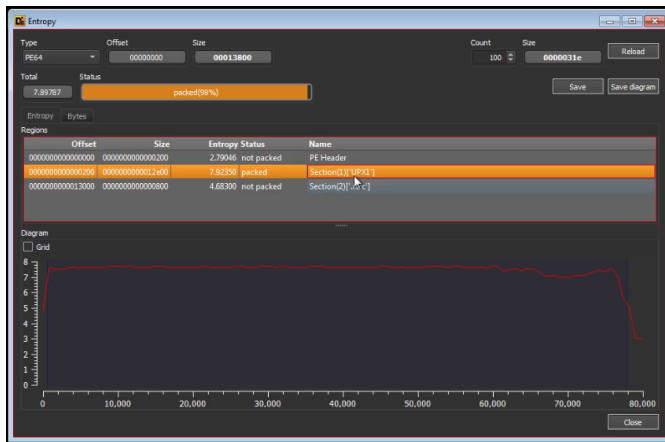 Entropy
Type Offset Size Count Size
PE64 00000000 00013800 100 0000031e Reload
Total Status
7.89787 packed(98%) Save Save diagram
Entropy Bytes
Regions
Offset Size Entropy Status Name
0000000000000000 0000000000000200 2.79046 not packed PE Header
0000000000000200 0000000000012e00 7.92350 packed Section(1)['UPX1']
0000000000013000 0000000000000800 4.68300 not packed Section(2)['
Diagram
Grid
8
7
6
5
4
3
2
1
0
0 10,000 20,000 30,000 40,000 50,000 60,000 70,000 80,000
Close